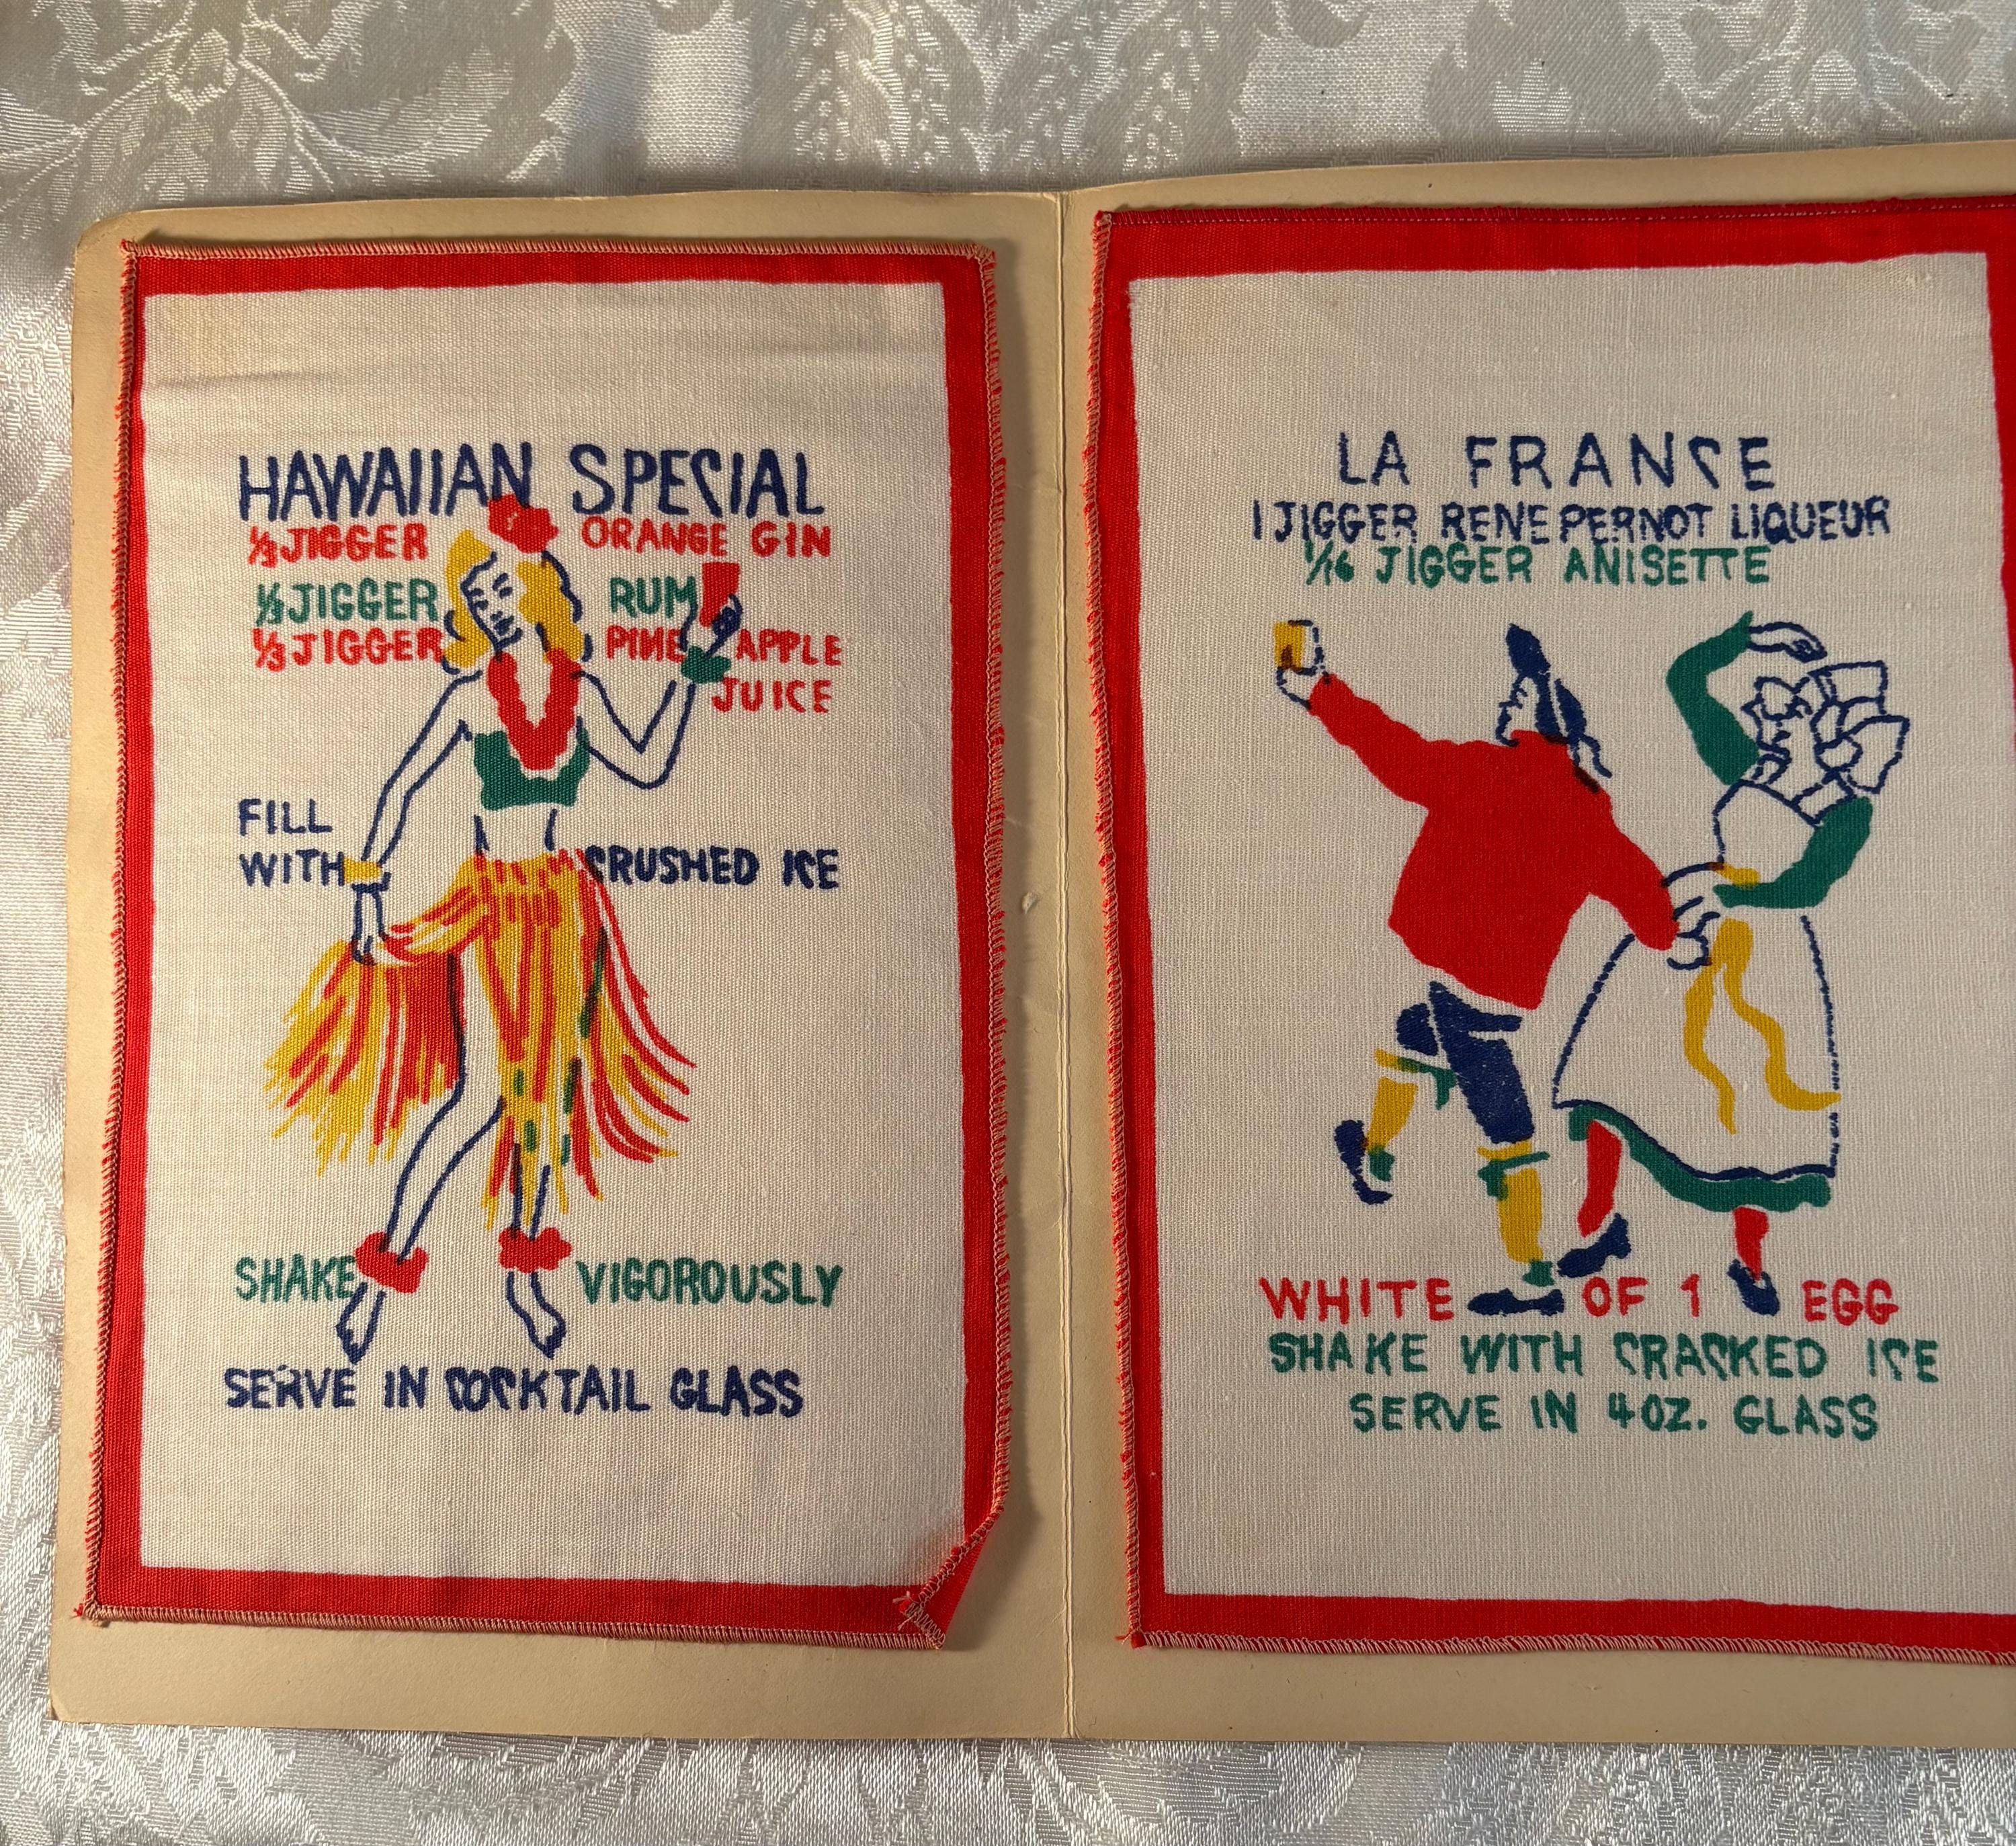 HAWAIIAN SPECIAL
1/3 JIGGER ORANGE GIN
1/3 JIGGER RUM
1/3 JIGGER PINE APPLE
JUICE
FILL
WITH CRUSHED ICE
SHAKE VIGOROUSLY
SERVE IN COCKTAIL GLASS
LA FRANCE
1 JIGGER RENE PERNOT LIQUEUR
1/16 JIGGER ANISETTE
WHITE OF 1 EGG
SHAKE WITH CRACKED ICE
SERVE IN 4 OZ. GLASS